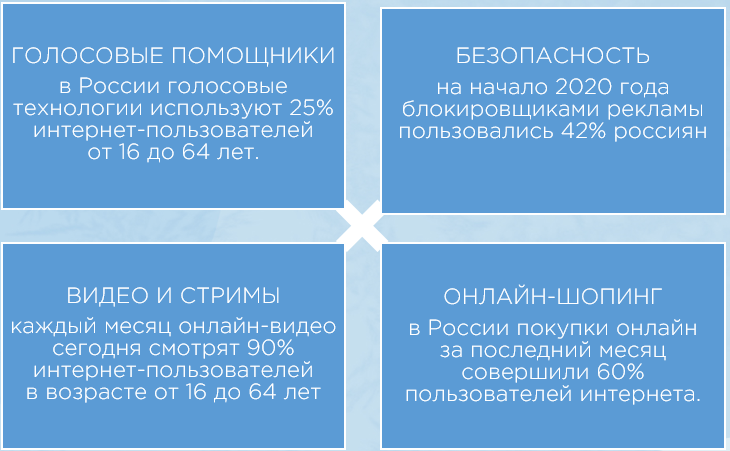 ГОЛОСОВЫЕ ПОМОЩНИКИ
в России голосовые
технологии используют 25%
интернет-пользователей
от 16 до 64 лет.
БЕЗОПАСНОСТЬ
на начало 2020 года
блокировщиками рекламы
пользовались 42% россиян
ВИДЕО И СТРИМЫ
каждый месяц онлайн-видео
сегодня смотрят 90%
интернет-пользователей
в возрасте от 16 до 64 лет
ОНЛАЙН-ШОПИНГ
в России покупки онлайн
за последний месяц
совершили 60%
пользователей интернета.